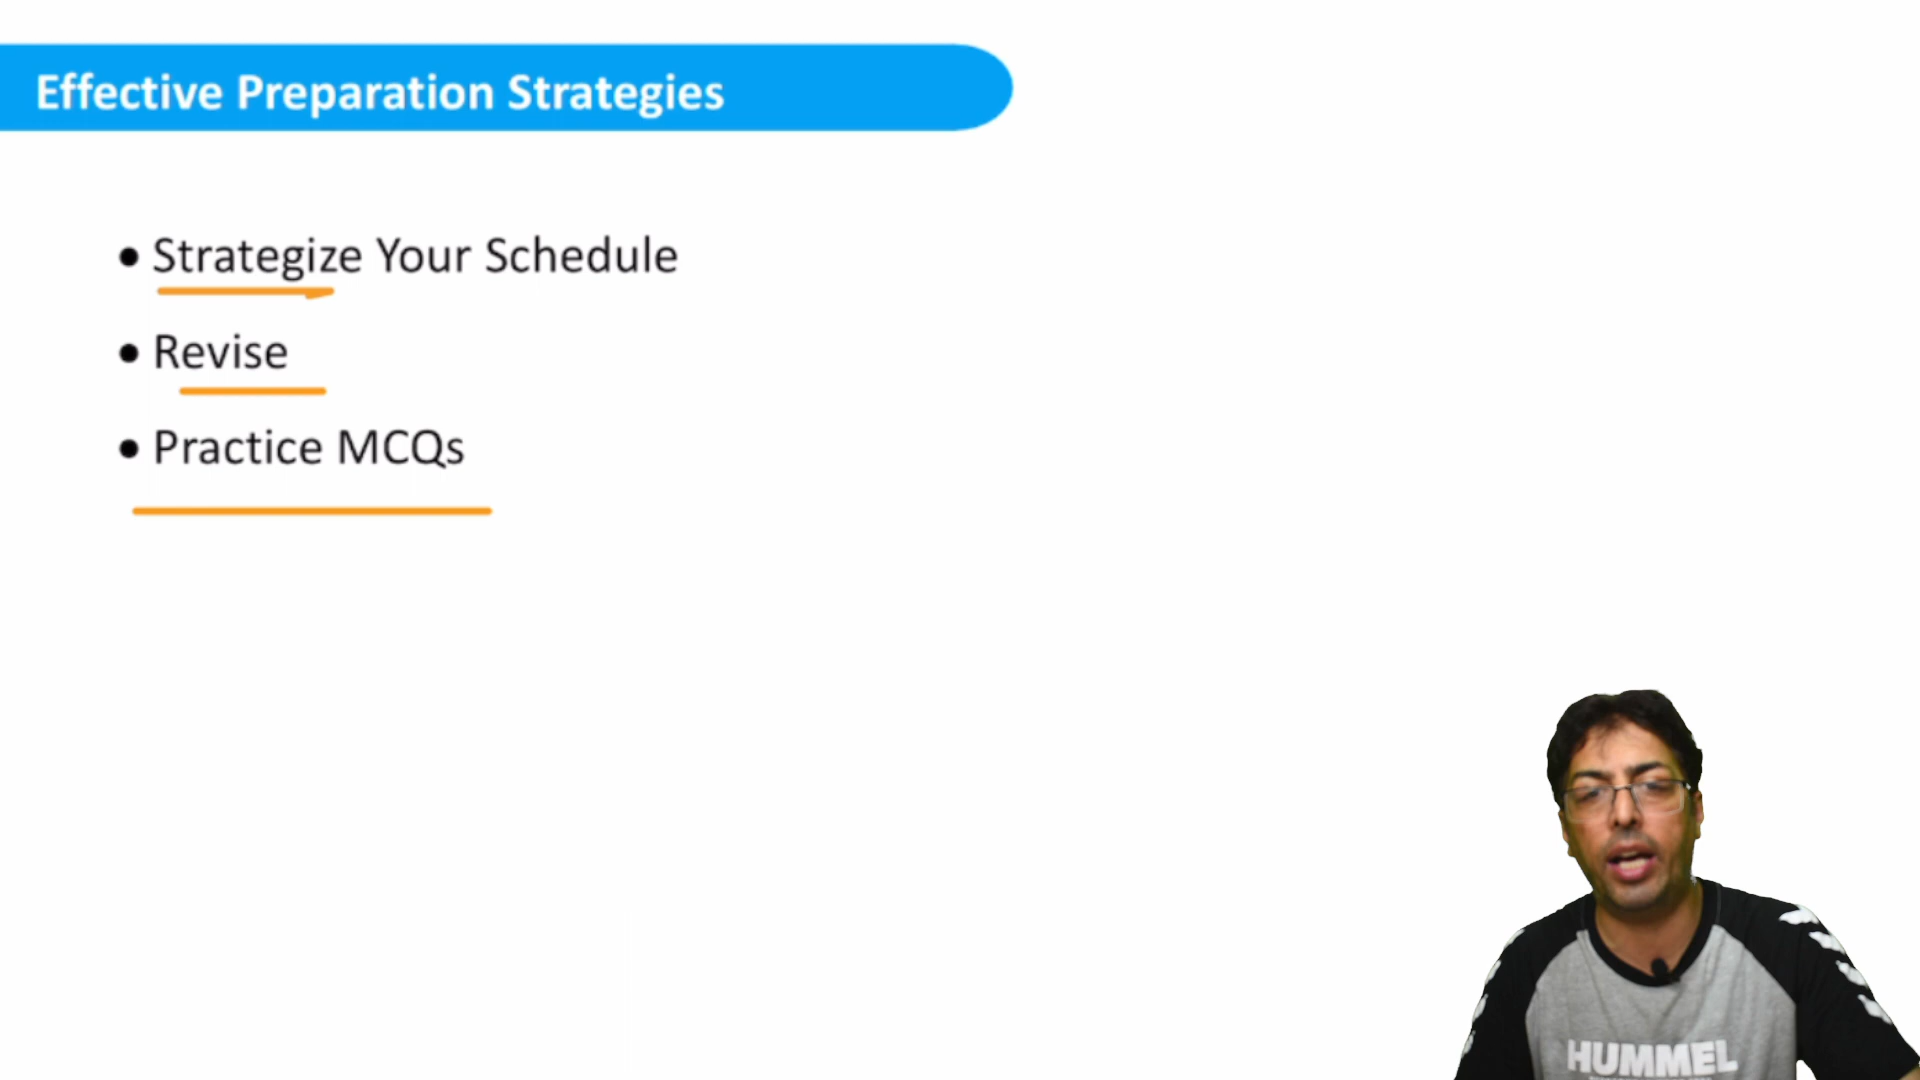 Effective Preparation Strategies
• Strategize Your Schedule
• Revise
• Practice MCQs
HUMMEL